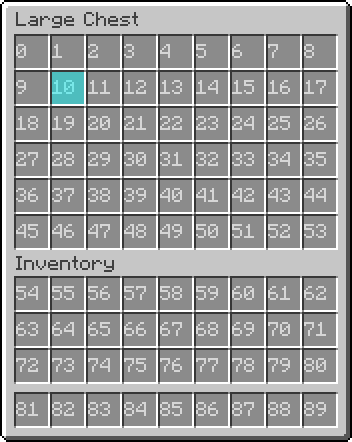 Large Chest
0 1 2 3 4 5 6 7 8
9 10 11 12 13 14 15 16 17
18 19 20 21 22 23 24 25 26
27 28 29 30 31 32 33 34 35
36 37 38 39 40 41 42 43 44
45 46 47 48 49 50 51 52 53
Inventory
54 55 56 57 58 59 60 61 62
63 64 65 66 67 68 69 70 71
72 73 74 75 76 77 78 79 80
81 82 83 84 85 86 87 88 89